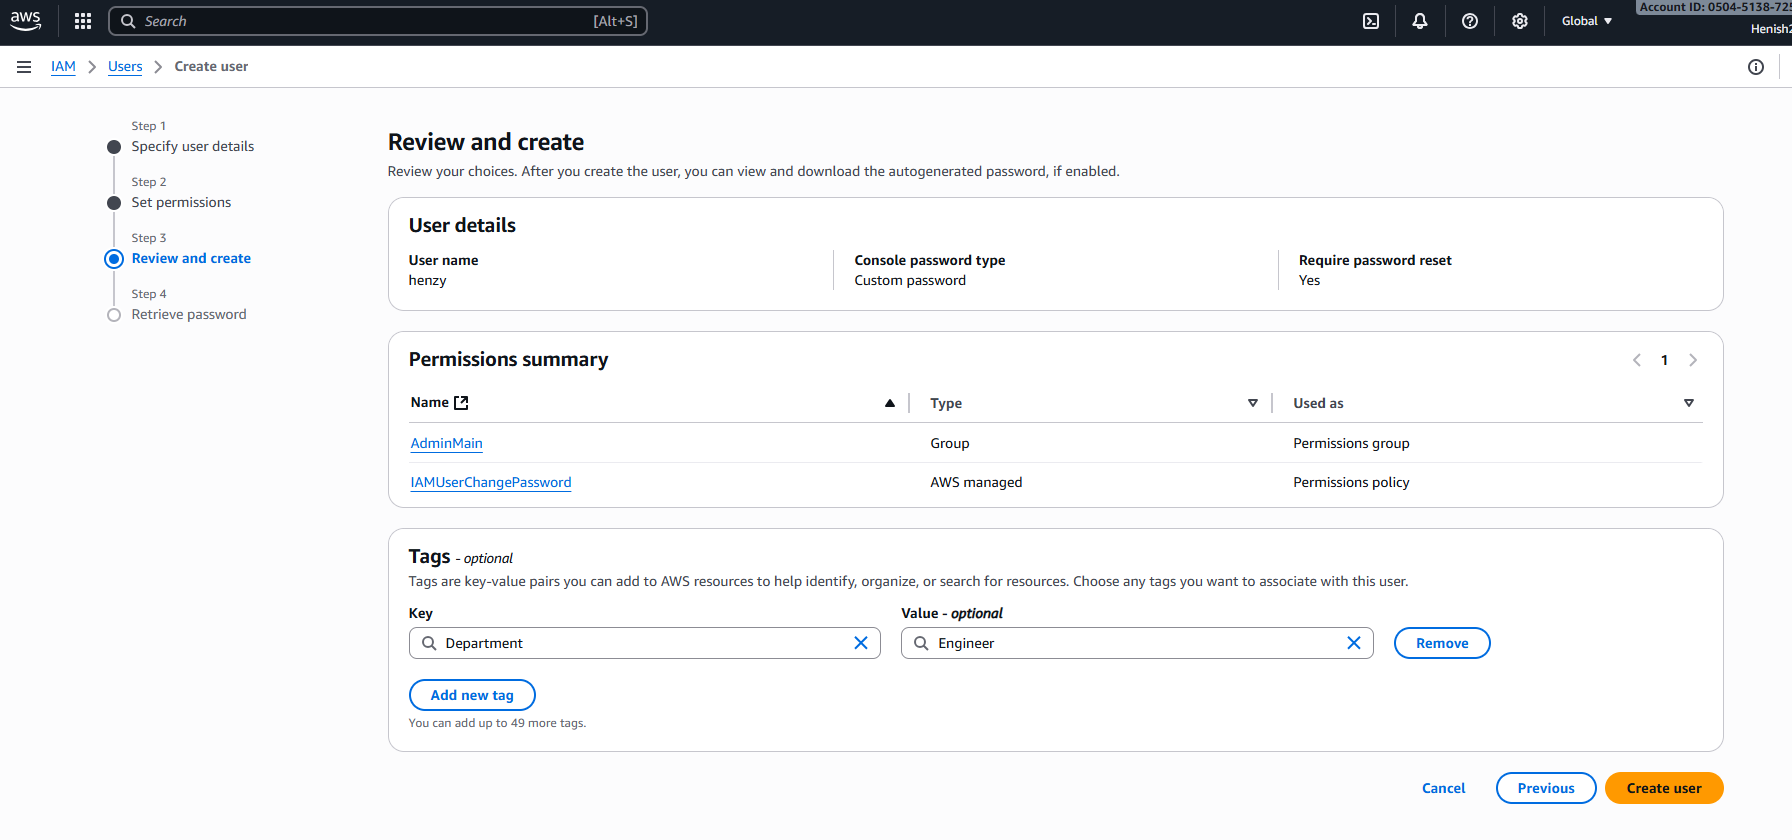 aws
Search [Alt+S]
Global
Account ID: 0504-5138-725
Henish2
IAM > Users > Create user
Step 1
Specify user details
Step 2
Set permissions
Step 3
Review and create
Step 4
Retrieve password
Review and create
Review your choices. After you create the user, you can view and download the autogenerated password, if enabled.
User details
User name Console password type Require password reset
henzy Custom password Yes
Permissions summary 1
Name Type Used as
AdminMain Group Permissions group
IAMUserChangePassword AWS managed Permissions policy
Tags - optional
Tags are key-value pairs you can add to AWS resources to help identify, organize, or search for resources. Choose any tags you want to associate with this user.
Key Value - optional
Department Engineer Remove
Add new tag
You can add up to 49 more tags.
Cancel Previous Create user